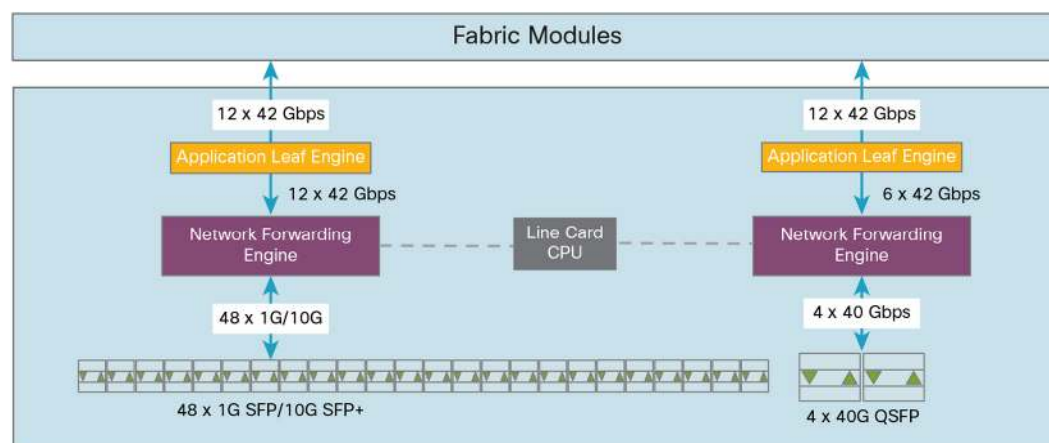 Fabric Modules
12 x 42 Gbps
12 x 42 Gbps
Application Leaf Engine
Application Leaf Engine
12 x 42 Gbps
6 x 42 Gbps
Network Forwarding
Engine
Line Card
CPU
Network Forwarding
Engine
48 x 1G/10G
4 x 40 Gbps
48 x 1G SFP/10G SFP+
4 x 40G QSFP